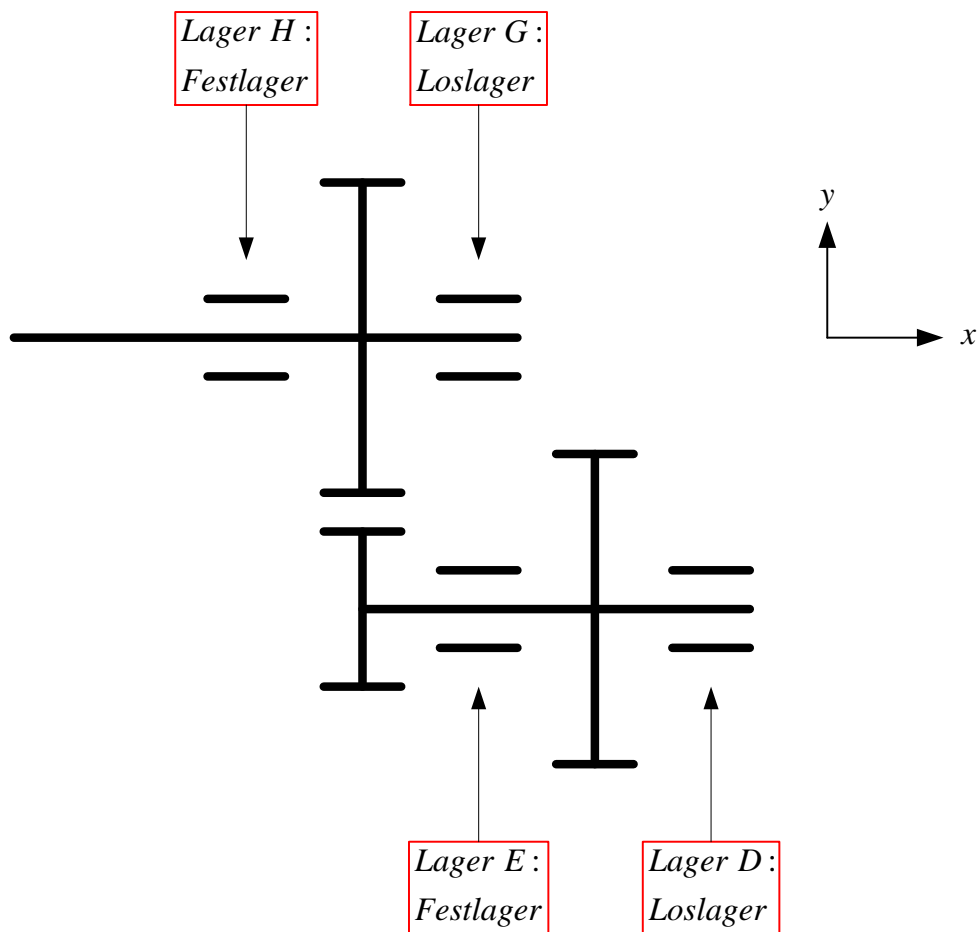 Lager H :
Festlager
Lager G :
Loslager
y
x
Lager E :
Festlager
Lager D :
Loslager